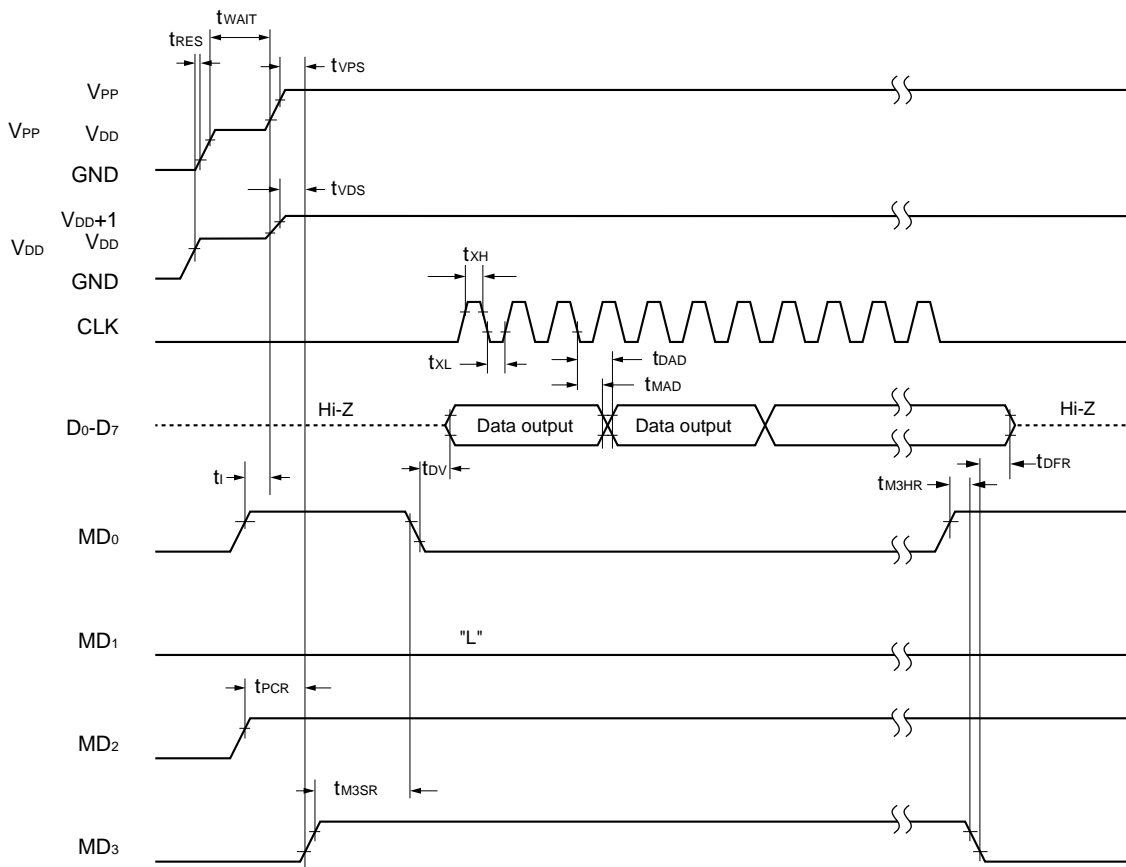 tWAIT
tRES
tVPS
VPP
VPP VDD
GND
tVDS
VDD+1
VDD VDD
GND
tXH
CLK
tXL
tDAD
tMAD
Hi-Z
Hi-Z
D0-D7
Data output
Data output
tI
tDV
tDFR
tM3HR
MD0
MD1
"L"
tPCR
MD2
tM3SR
MD3